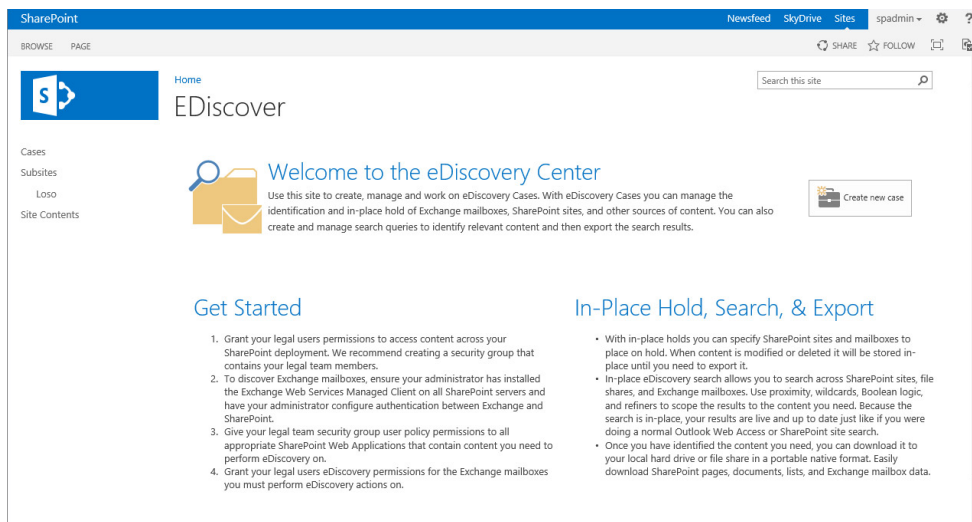 SharePoint
Newsfeed SkyDrive Sites spadmin ?
BROWSE PAGE
SHARE FOLLOW
S
Home
EDiscover
Search this site
Cases
Subsites
Loso
Site Contents
Welcome to the eDiscovery Center
Use this site to create, manage and work on eDiscovery Cases. With eDiscovery Cases you can manage the
identification and in-place hold of Exchange mailboxes, SharePoint sites, and other sources of content. You can also
create and manage search queries to identify relevant content and then export the search results.
Create new case
Get Started
1. Grant your legal users permissions to access content across your
SharePoint deployment. We recommend creating a security group that
contains your legal team members.
2. To discover Exchange mailboxes, ensure your administrator has installed
the Exchange Web Services Managed Client on all SharePoint servers and
have your administrator configure authentication between Exchange and
SharePoint.
3. Give your legal team security group user policy permissions to all
appropriate SharePoint Web Applications that contain content you need to
perform eDiscovery on.
4. Grant your legal users eDiscovery permissions for the Exchange mailboxes
you must perform eDiscovery actions on.
In-Place Hold, Search, & Export
• With in-place holds you can specify SharePoint sites and mailboxes to
place on hold. When content is modified or deleted it will be stored in-
place until you need to export it.
• In-place eDiscovery search allows you to search across SharePoint sites, file
shares, and Exchange mailboxes. Use proximity, wildcards, Boolean logic,
and refiners to scope the results to the content you need. Because the
search is in-place, your results are live and up to date just like if you were
doing a normal Outlook Web Access or SharePoint site search.
• Once you have identified the content you need, you can download it to
your local hard drive or file share in a portable native format. Easily
download SharePoint pages, documents, lists, and Exchange mailbox data.